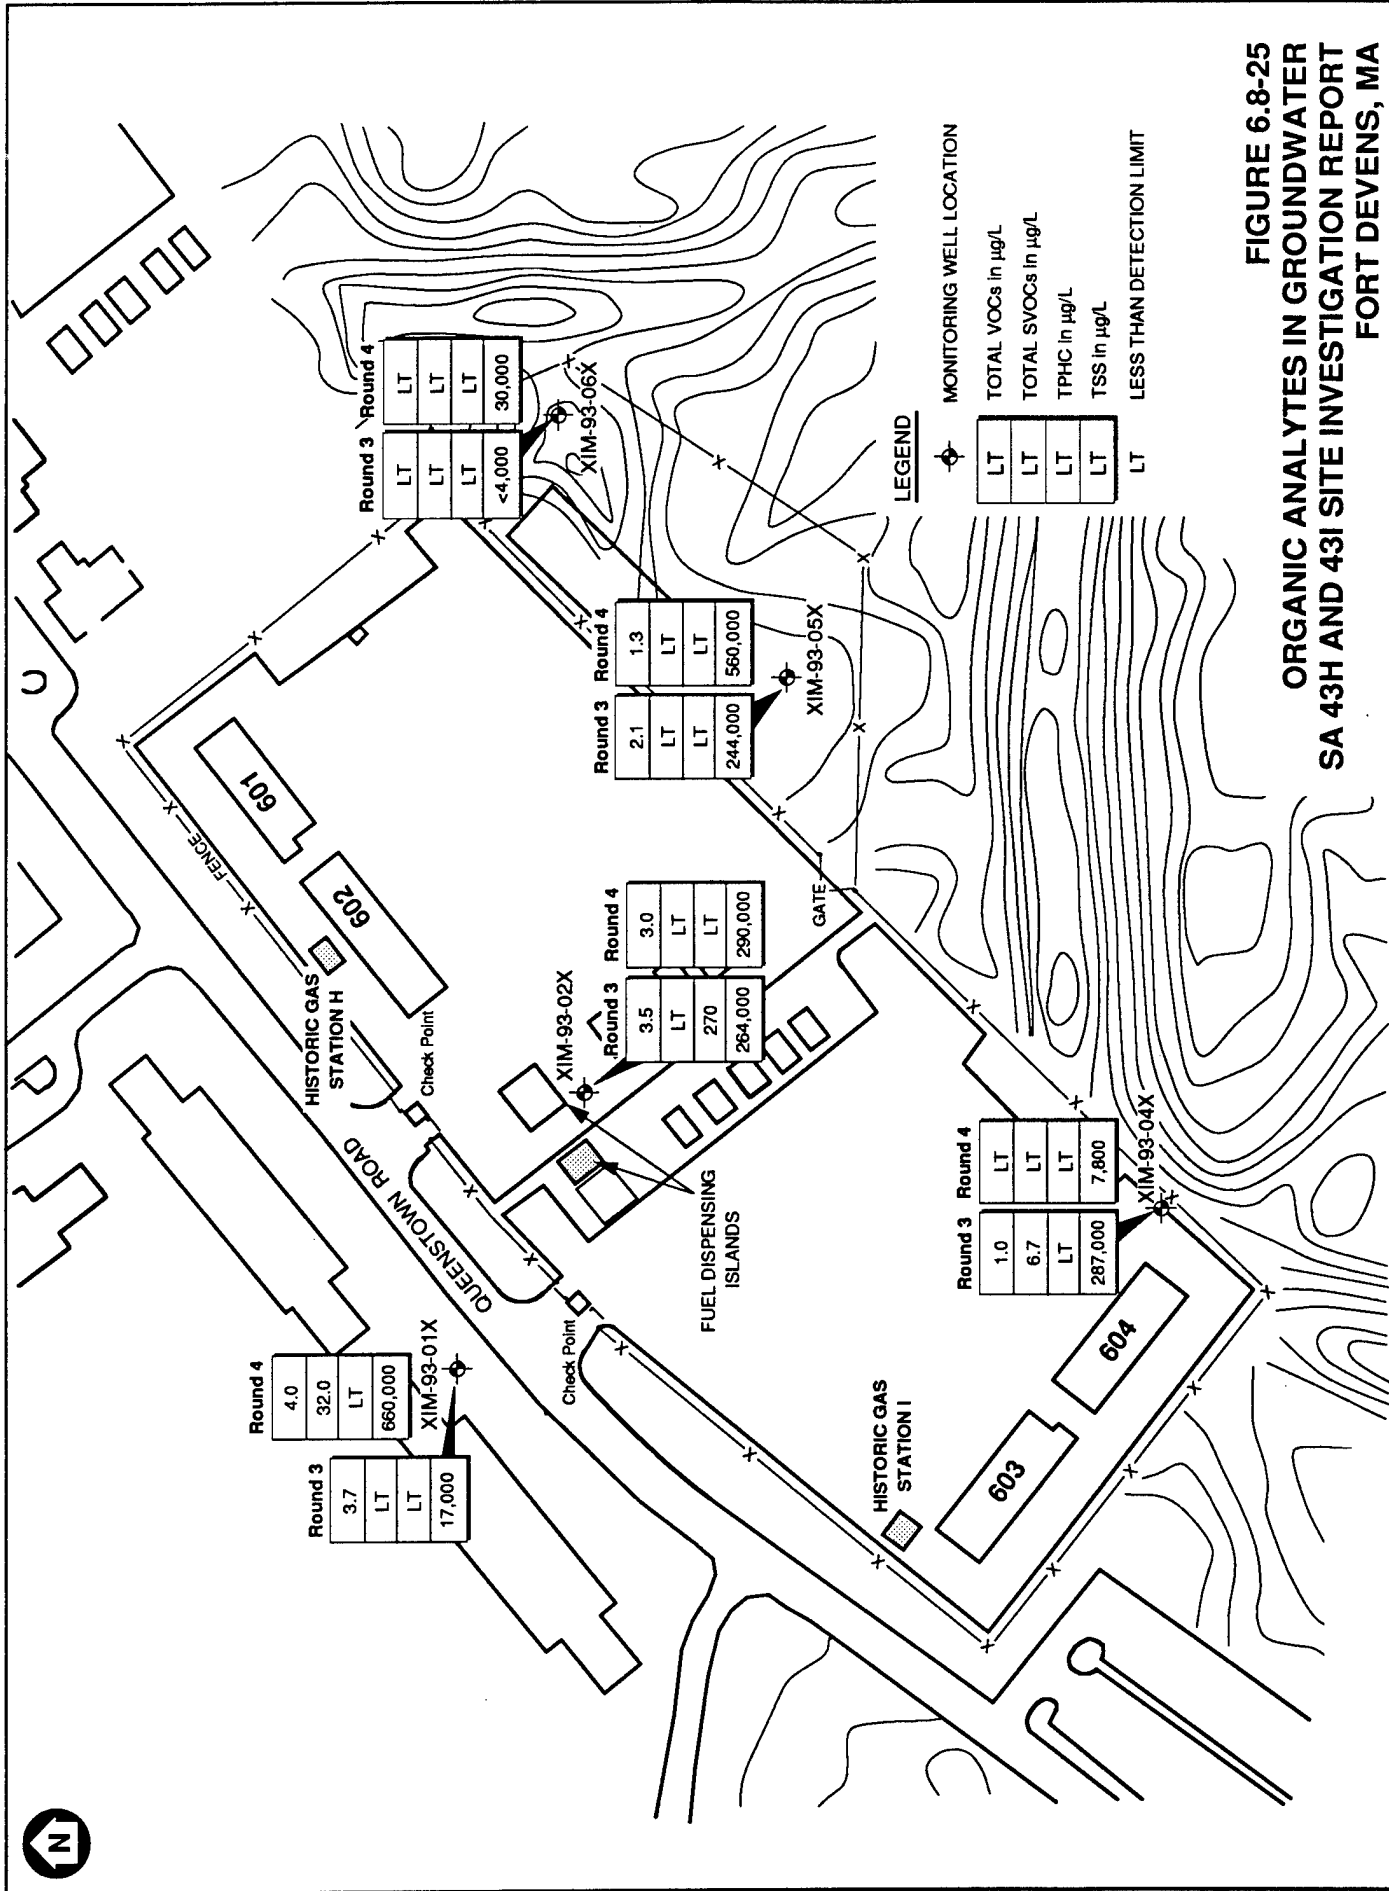 N
Round 3
3.7
LT
LT
17,000
Round 4
4.0
32.0
LT
660,000
XIM-93-01X
QUEENSTOWN ROAD
HISTORIC GAS
STATION H
Check Point
FENCE
601
602
Round 3
LT
LT
LT
<4,000
Round 4
LT
LT
LT
30,000
XIM-93-06X
XIM-93-02X
Round 3
3.5
LT
270
264,000
Round 4
3.0
LT
LT
290,000
Round 3
2.1
LT
LT
244,000
Round 4
1.3
LT
LT
560,000
XIM-93-05X
GATE
Check Point
FUEL DISPENSING
ISLANDS
HISTORIC GAS
STATION I
603
604
Round 3
1.0
6.7
LT
287,000
Round 4
LT
LT
LT
7,800
XIM-93-04X
LEGEND
MONITORING WELL LOCATION
LT TOTAL VOCs in µg/L
LT TOTAL SVOCs in µg/L
LT TPHC in µg/L
LT TSS in µg/L
LT LESS THAN DETECTION LIMIT
FIGURE 6.8-25
ORGANIC ANALYTES IN GROUNDWATER
SA 43H AND 43I SITE INVESTIGATION REPORT
FORT DEVENS, MA